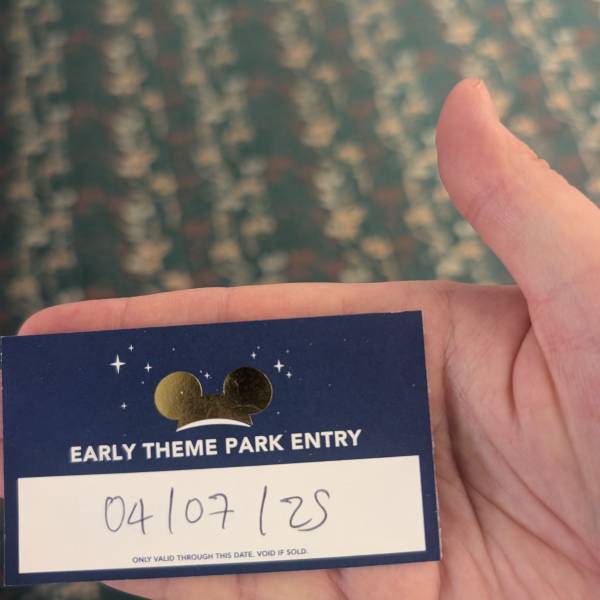 EARLY THEME PARK ENTRY
04/07/25
ONLY VALID THROUGH THIS DATE. VOID IF SOLD.